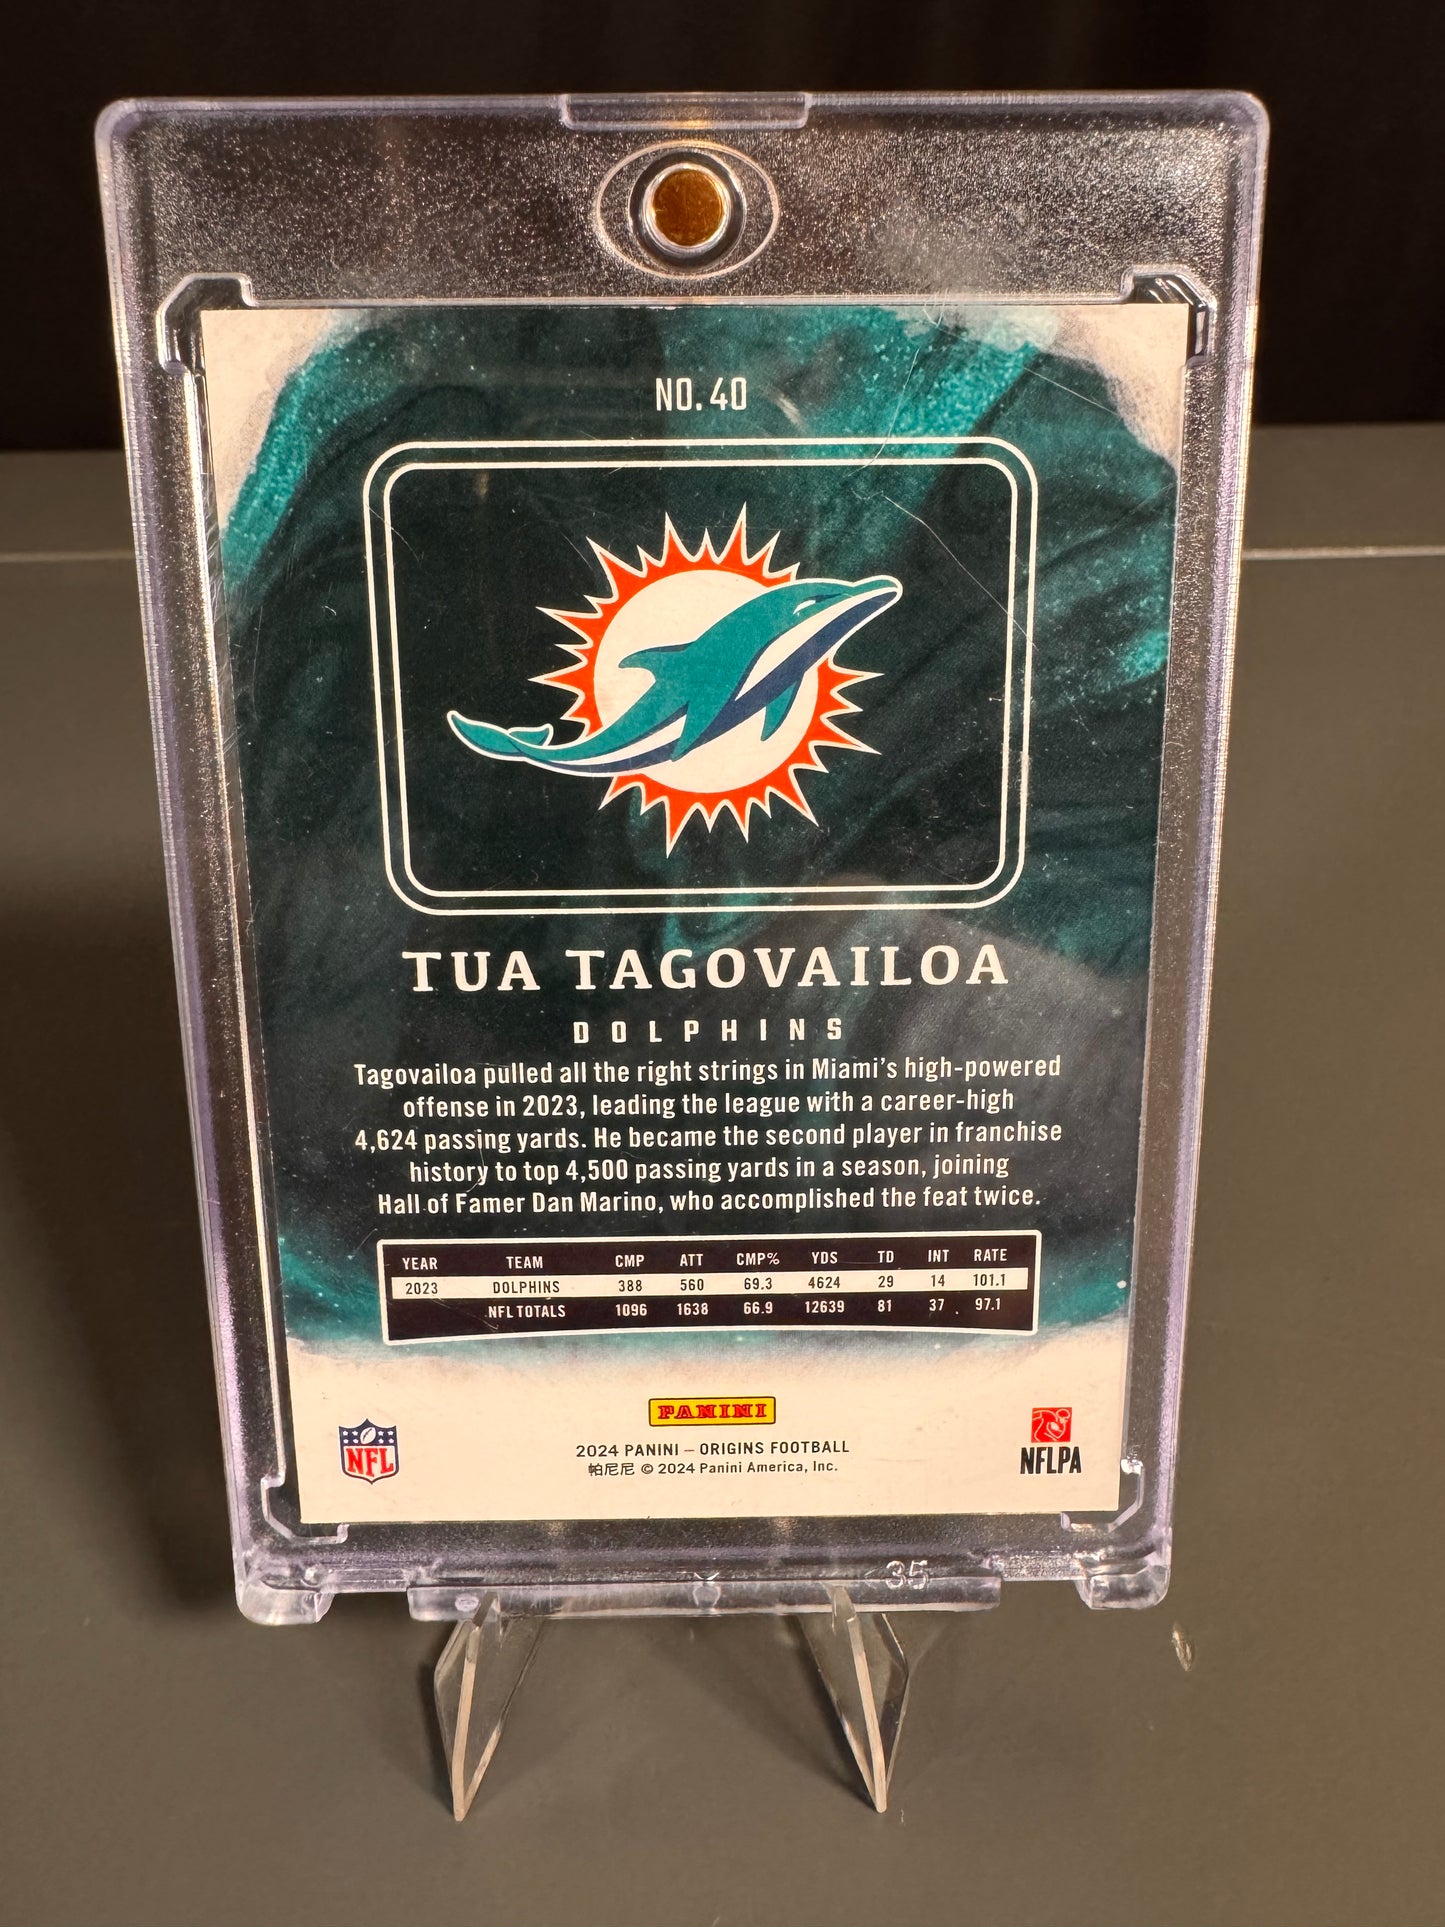 NO. 40
TUA TAGOVAILOA
DOLPHINS
Tagovailoa pulled all the right strings in Miami's high-powered
offense in 2023, leading the league with a career-high
4,624 passing yards. He became the second player in franchise
history to top 4,500 passing yards in a season, joining
Hall of Famer Dan Marino, who accomplished the feat twice.
YEAR TEAM CMP ATT CMP% YDS TD INT RATE
2023 DOLPHINS 388 560 69.3 4624 29 14 101.1
NFL TOTALS 1096 1638 66.9 12639 81 37 97.1
PANINI
NFL
2024 PANINI – ORIGINS FOOTBALL
帕尼尼 © 2024 Panini America, Inc.
NFLPA
35